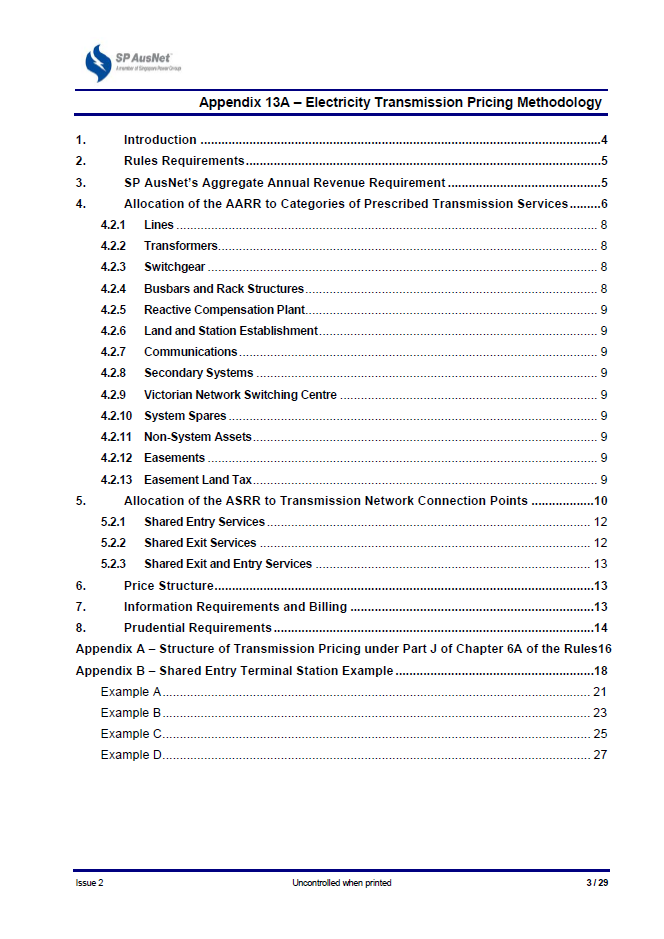 SP AusNet
A member of Singapore Power Group
Appendix 13A – Electricity Transmission Pricing Methodology
1. Introduction ....................................................................................................................4
2. Rules Requirements.......................................................................................................5
3. SP AusNet's Aggregate Annual Revenue Requirement ............................................5
4. Allocation of the AARR to Categories of Prescribed Transmission Services.........6
4.2.1 Lines ........................................................................................................................ 8
4.2.2 Transformers............................................................................................................ 8
4.2.3 Switchgear ............................................................................................................... 8
4.2.4 Busbars and Rack Structures................................................................................... 8
4.2.5 Reactive Compensation Plant.................................................................................. 9
4.2.6 Land and Station Establishment............................................................................... 9
4.2.7 Communications...................................................................................................... 9
4.2.8 Secondary Systems ................................................................................................ 9
4.2.9 Victorian Network Switching Centre ......................................................................... 9
4.2.10 System Spares ......................................................................................................... 9
4.2.11 Non-System Assets.................................................................................................. 9
4.2.12 Easements ............................................................................................................... 9
4.2.13 Easement Land Tax.................................................................................................. 9
5. Allocation of the ASRR to Transmission Network Connection Points ..................10
5.2.1 Shared Entry Services ............................................................................................ 12
5.2.2 Shared Exit Services .............................................................................................. 12
5.2.3 Shared Exit and Entry Services ............................................................................. 13
6. Price Structure.............................................................................................................13
7. Information Requirements and Billing ......................................................................13
8. Prudential Requirements ............................................................................................14
Appendix A – Structure of Transmission Pricing under Part J of Chapter 6A of the Rules16
Appendix B – Shared Entry Terminal Station Example .........................................................18
Example A........................................................................................................................... 21
Example B........................................................................................................................... 23
Example C........................................................................................................................... 25
Example D........................................................................................................................... 27
Issue 2 Uncontrolled when printed 3 / 29